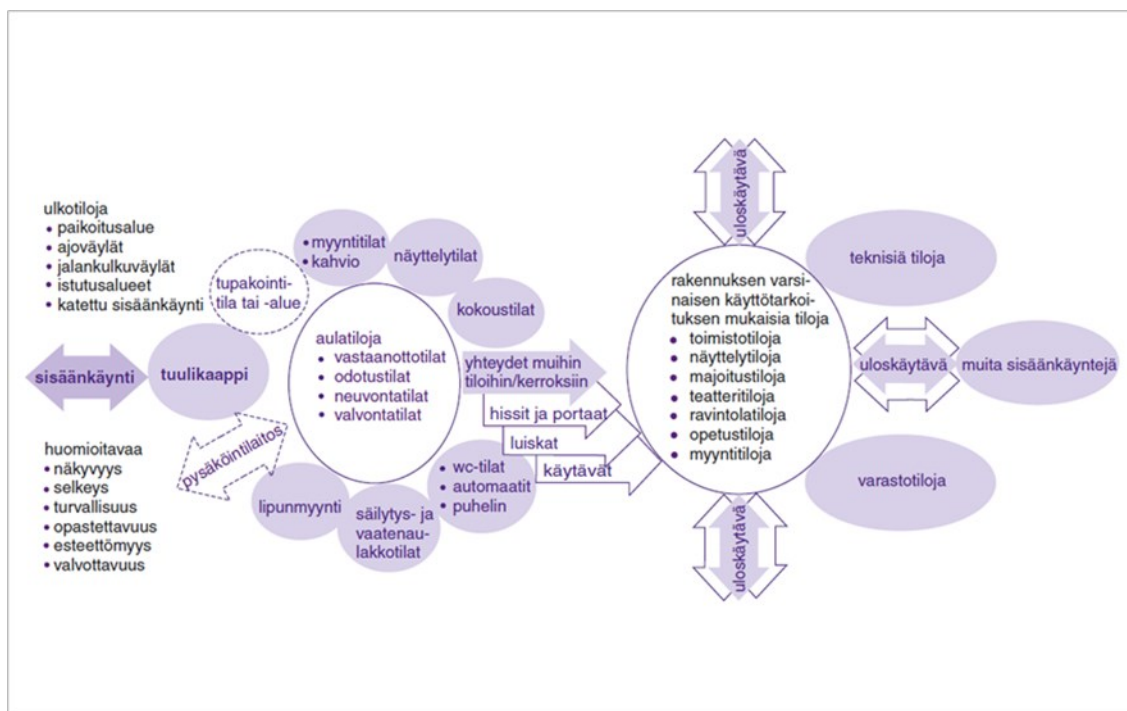 ulkotiloja
• paikoitusalue
• ajoväylät
• jalankulkuväylät
• istutusalueet
• katettu sisäänkäynti
sisäänkäynti
tuulikaappi
huomioitavaa
• näkyvyys
• selkeys
• turvallisuus
• opastettavuus
• esteettömyys
• valvottavuus
pysäköintilaitos
tupakointi-
tila tai -alue
• myyntitilat
• kahvio
näyttelytilat
kokoustilat
aulatiloja
• vastaanottotilat
• odotustilat
• neuvontatilat
• valvontatilat
lipunmyynti
säilytys- ja
vaatenau-
lakkotilat
• wc-tilat
• automaatit
• puhelin
yhteydet muihin
tiloihin/kerroksiin
hissit ja portaat
luiskat
käytävät
uloskäytävä
rakennuksen varsi-
naisen käyttötarkoi-
tuksen mukaisia tiloja
• toimistotiloja
• näyttelytiloja
• majoitustiloja
• teatteritiloja
• ravintolatiloja
• opetustiloja
• myyntitiloja
uloskäytävä
teknisiä tiloja
uloskäytävä
muita sisäänkäyntejä
varastotiloja